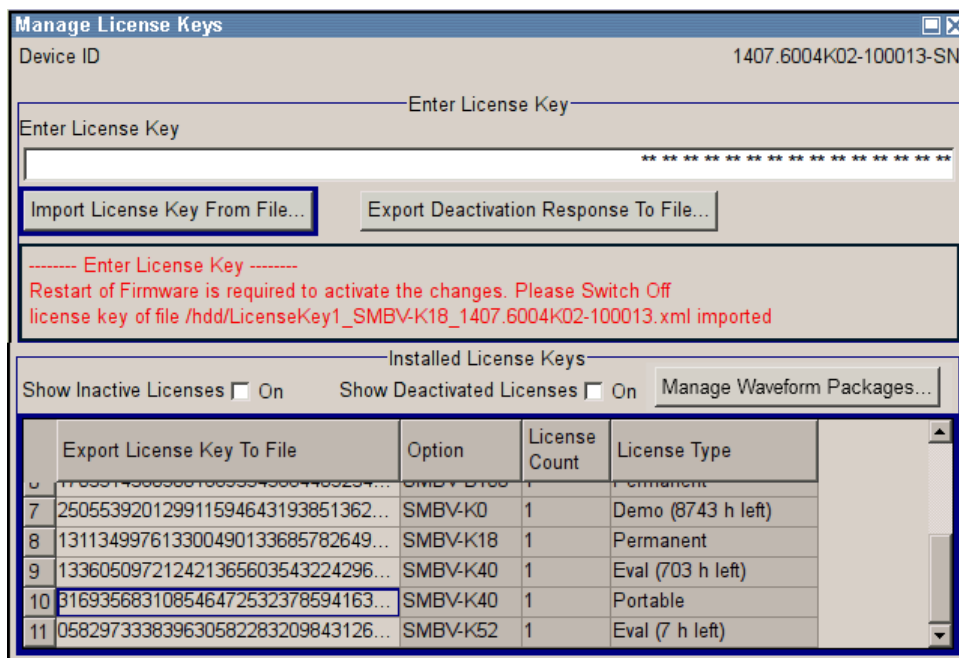 Manage License Keys
Device ID 1407.6004K02-100013-SN
Enter License Key
Enter License Key
** ** ** ** ** ** ** ** ** ** ** ** ** ** **
Import License Key From File... Export Deactivation Response To File...
-------- Enter License Key --------
Restart of Firmware is required to activate the changes. Please Switch Off
license key of file /hdd/LicenseKey1_SMBV-K18_1407.6004K02-100013.xml imported
Installed License Keys
Show Inactive Licenses On Show Deactivated Licenses On Manage Waveform Packages...
Export License Key To File Option License Count License Type
7 250553920129911594643193851362... SMBV-K0 1 Demo (8743 h left)
8 131134997613300490133685782649... SMBV-K18 1 Permanent
9 133605097212421365603543224296... SMBV-K40 1 Eval (703 h left)
10 316935683108546472532378594163... SMBV-K40 1 Portable
11 058297333839630582283209843126... SMBV-K52 1 Eval (7 h left)